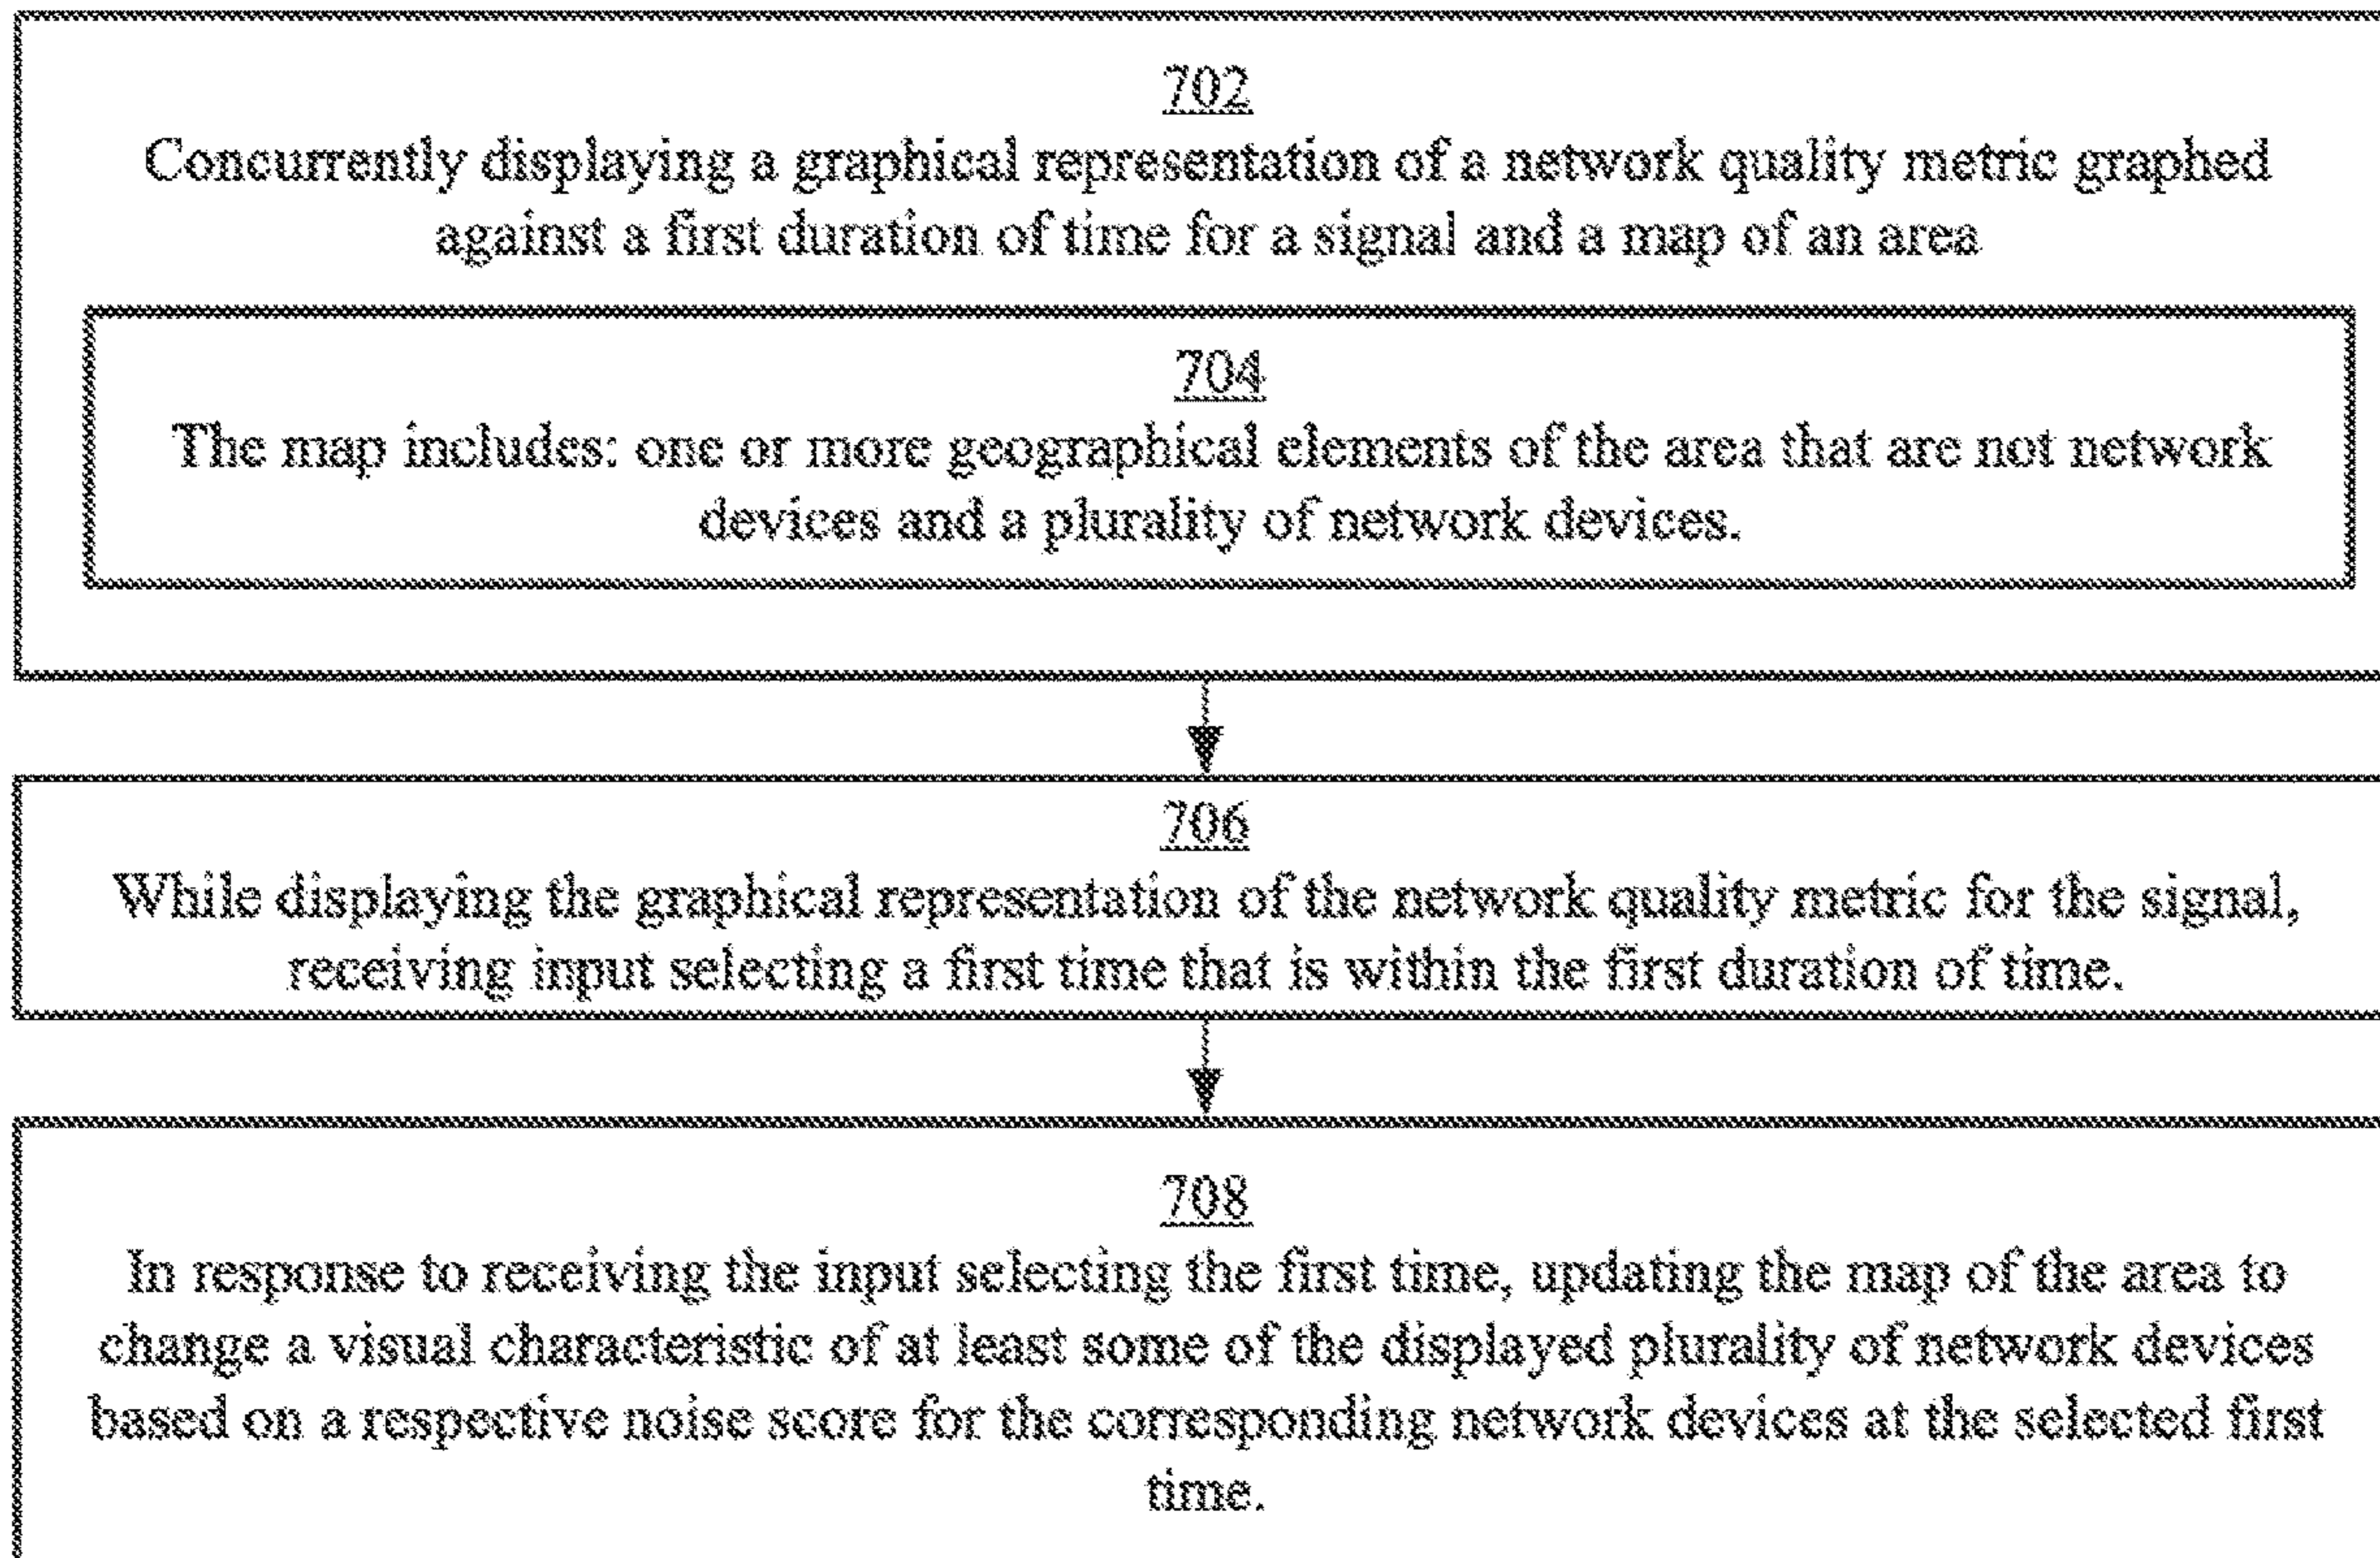 702
Concurrently displaying a graphical representation of a network quality metric graphed
against a first duration of time for a signal and a map of an area
704
The map includes: one or more geographical elements of the area that are not network
devices and a plurality of network devices.
706
While displaying the graphical representation of the network quality metric for the signal,
receiving input selecting a first time that is within the first duration of time.
708
In response to receiving the input selecting the first time, updating the map of the area to
change a visual characteristic of at least some of the displayed plurality of network devices
based on a respective noise score for the corresponding network devices at the selected first
time.